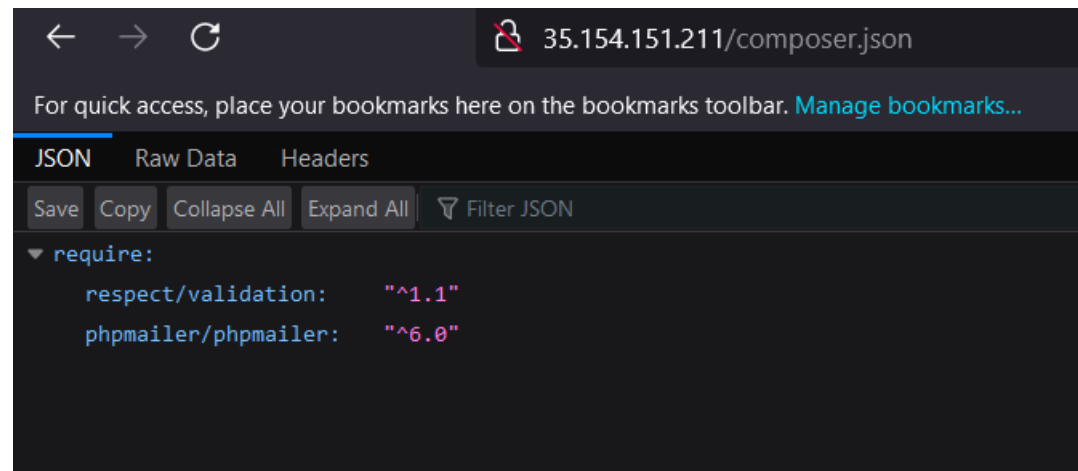 35.154.151.211/composer.json
For quick access, place your bookmarks here on the bookmarks toolbar. Manage bookmarks...
JSON Raw Data Headers
Save Copy Collapse All Expand All Filter JSON
require:
respect/validation: "^1.1"
phpmailer/phpmailer: "^6.0"